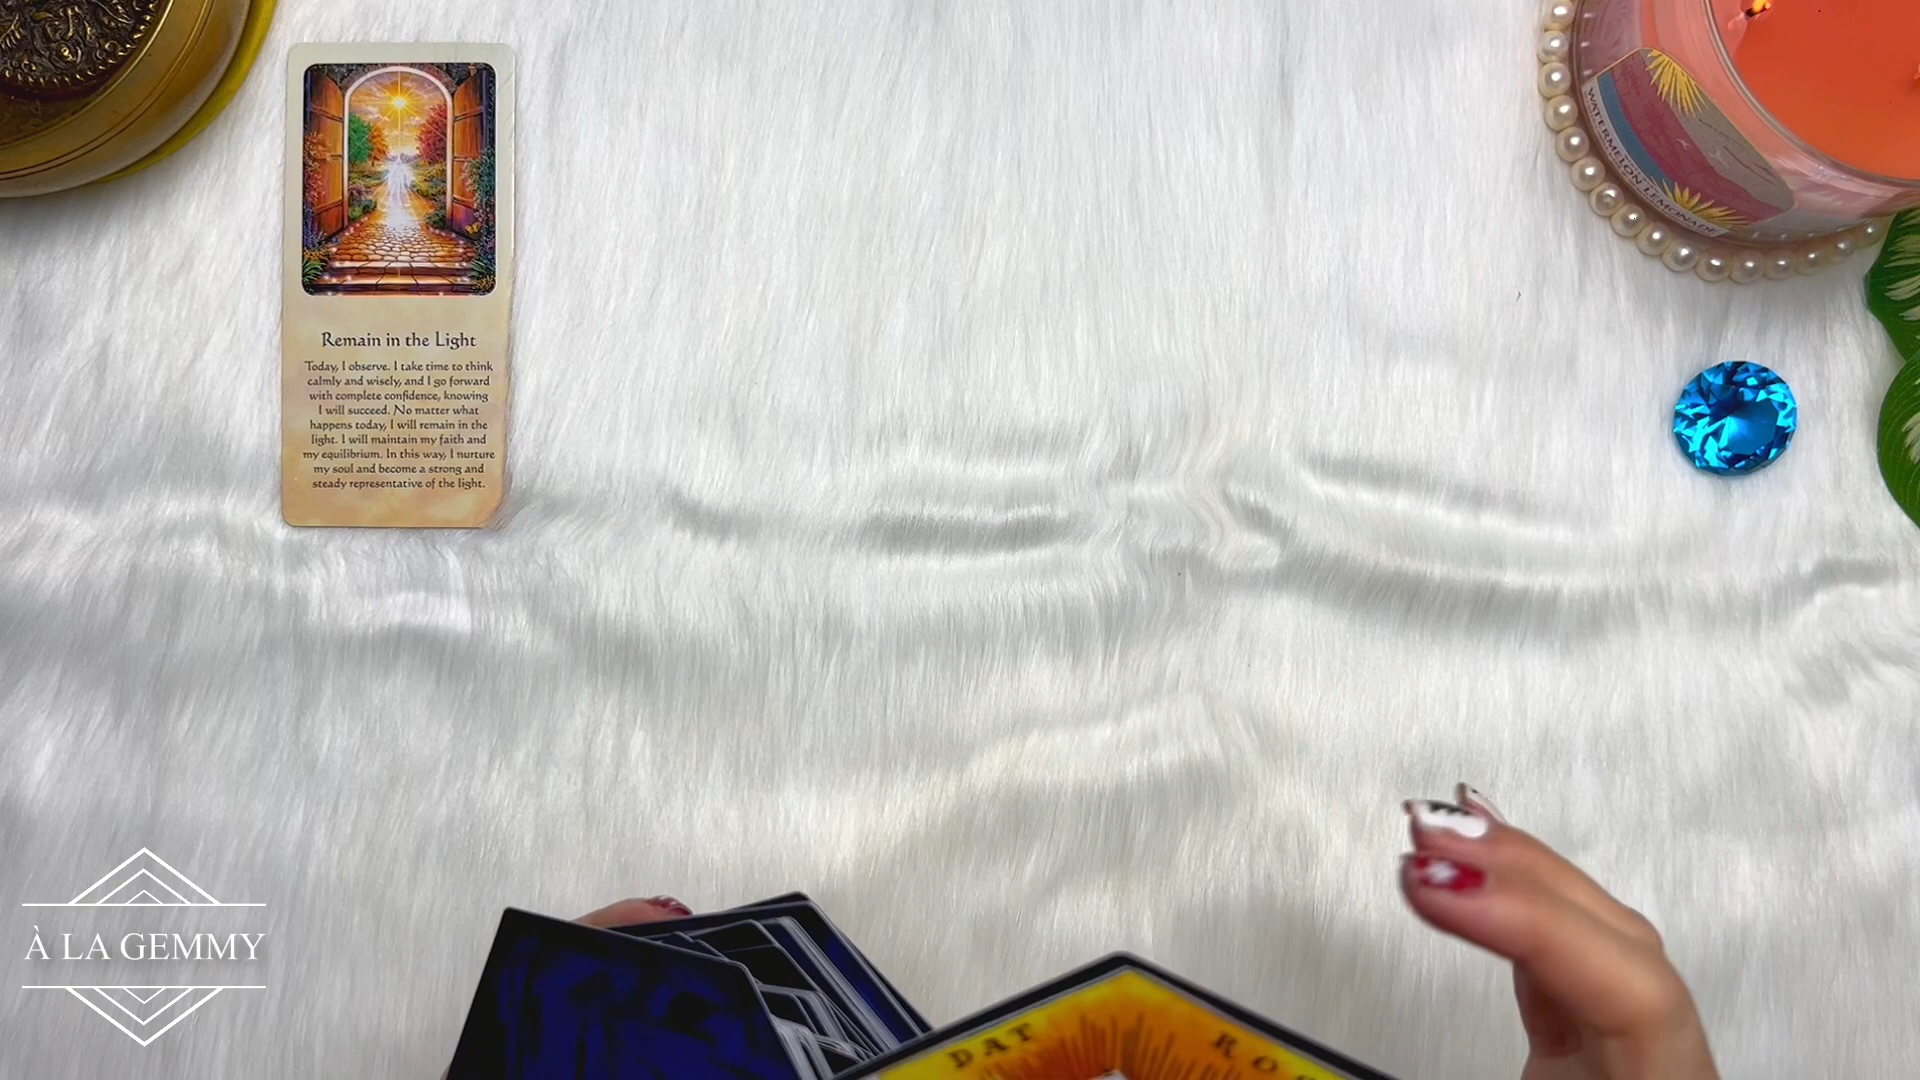 Remain in the Light
Today, I observe. I take time to think
calmly and wisely, and I go forward
with complete confidence, knowing
I will succeed. No matter what
happens today, I will remain in the
light. I will maintain my faith and
my equilibrium. In this way, I nurture
my soul and become a strong and
steady representative of the light.
WATERMELON LEMONADE
À LA GEMMY
DAT ROS